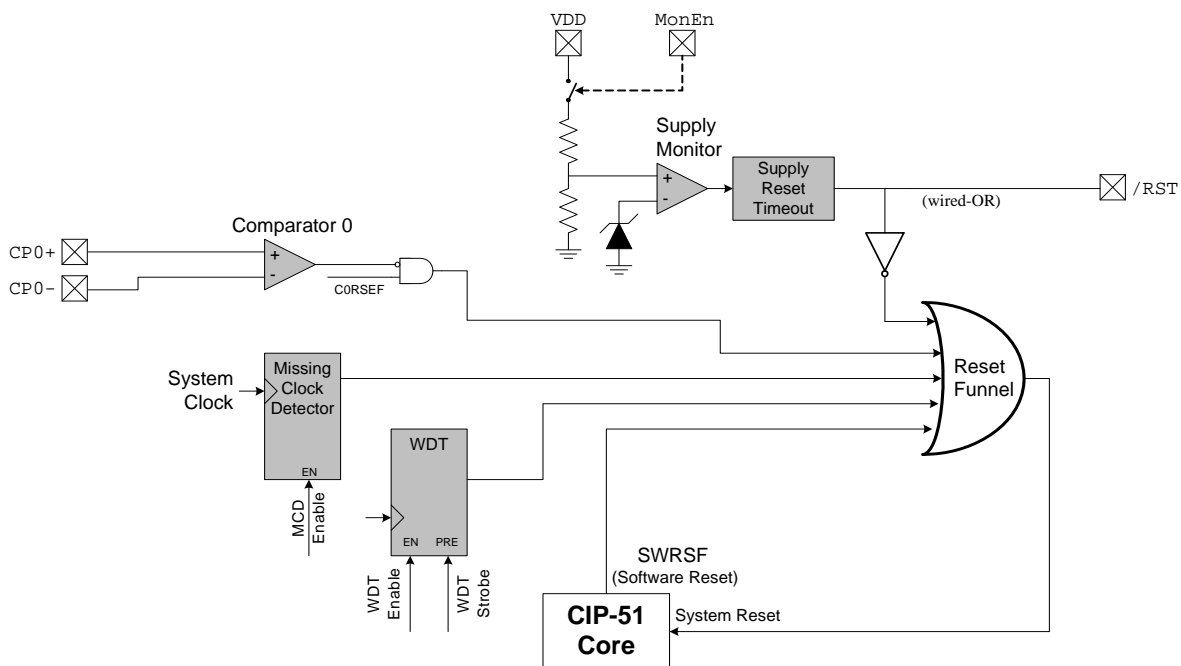 VDD
MonEn
Supply
Monitor
+
-
Supply
Reset
Timeout
(wired-OR)
/RST
Comparator 0
CP0+
CP0-
+
-
C0RSEF
System
Clock
Missing
Clock
Detector
EN
MCD
Enable
WDT
EN
PRE
WDT
Enable
WDT
Strobe
Reset
Funnel
SWRSF
(Software Reset)
CIP-51
Core
System Reset